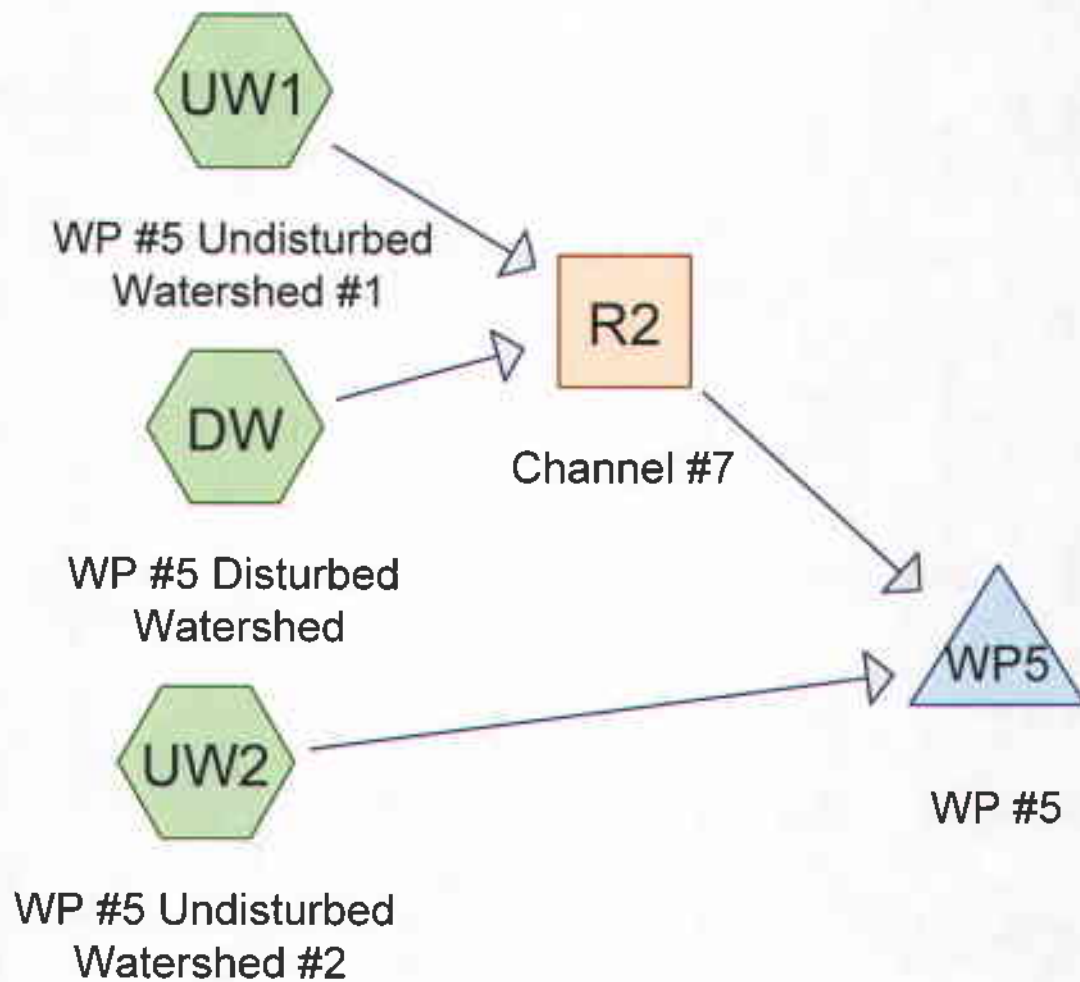 UW1
WP #5 Undisturbed
Watershed #1
R2
DW
Channel #7
WP #5 Disturbed
Watershed
WP5
UW2
WP #5
WP #5 Undisturbed
Watershed #2